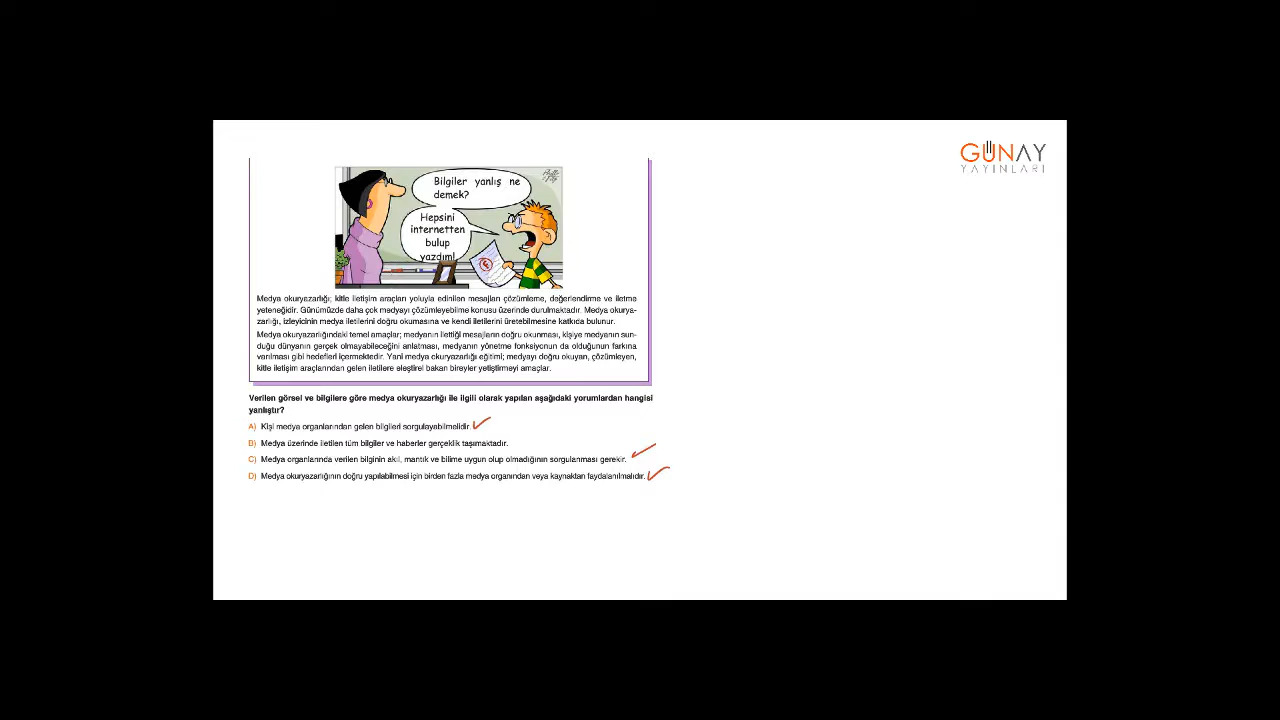 GÜNAY
YAYINLARI
Bilgiler yanlış ne
demek?
Hepsini
internetten
bulup
yazdım!
Medya okuryazarlığı; kitle iletişim araçları yoluyla edinilen mesajları çözümleme, değerlendirme ve iletme
yeteneğidir. Günümüzde daha çok medyayı çözümleyebilme konusu üzerinde durulmaktadır. Medya okurya-
zarlığı, izleyicinin medya iletilerini doğru okumasına ve kendi iletilerini üretebilmesine katkıda bulunur.
Medya okuryazarlığındaki temel amaçlar; medyanın ilettiği mesajların doğru okunması, kişiye medyanın sun-
duğu dünyanın gerçek olmayabileceğini anlatması, medyanın yönetme fonksiyonun da olduğunun farkına
varılması gibi hedefleri içermektedir. Yani medya okuryazarlığı eğitimi; medyayı doğru okuyan, çözümleyen,
kitle iletişim araçlarından gelen iletilere eleştirel bakan bireyler yetiştirmeyi amaçlar.
Verilen görsel ve bilgilere göre medya okuryazarlığı ile ilgili olarak yapılan aşağıdaki yorumlardan hangisi
yanlıştır?
A) Kişi medya organlarından gelen bilgileri sorgulayabilmelidir.
B) Medya üzerinde iletilen tüm bilgiler ve haberler gerçeklik taşımaktadır.
C) Medya organlarında verilen bilginin akıl, mantık ve bilime uygun olup olmadığının sorgulanması gerekir.
D) Medya okuryazarlığının doğru yapılabilmesi için birden fazla medya organından veya kaynaktan faydalanılmalıdır.